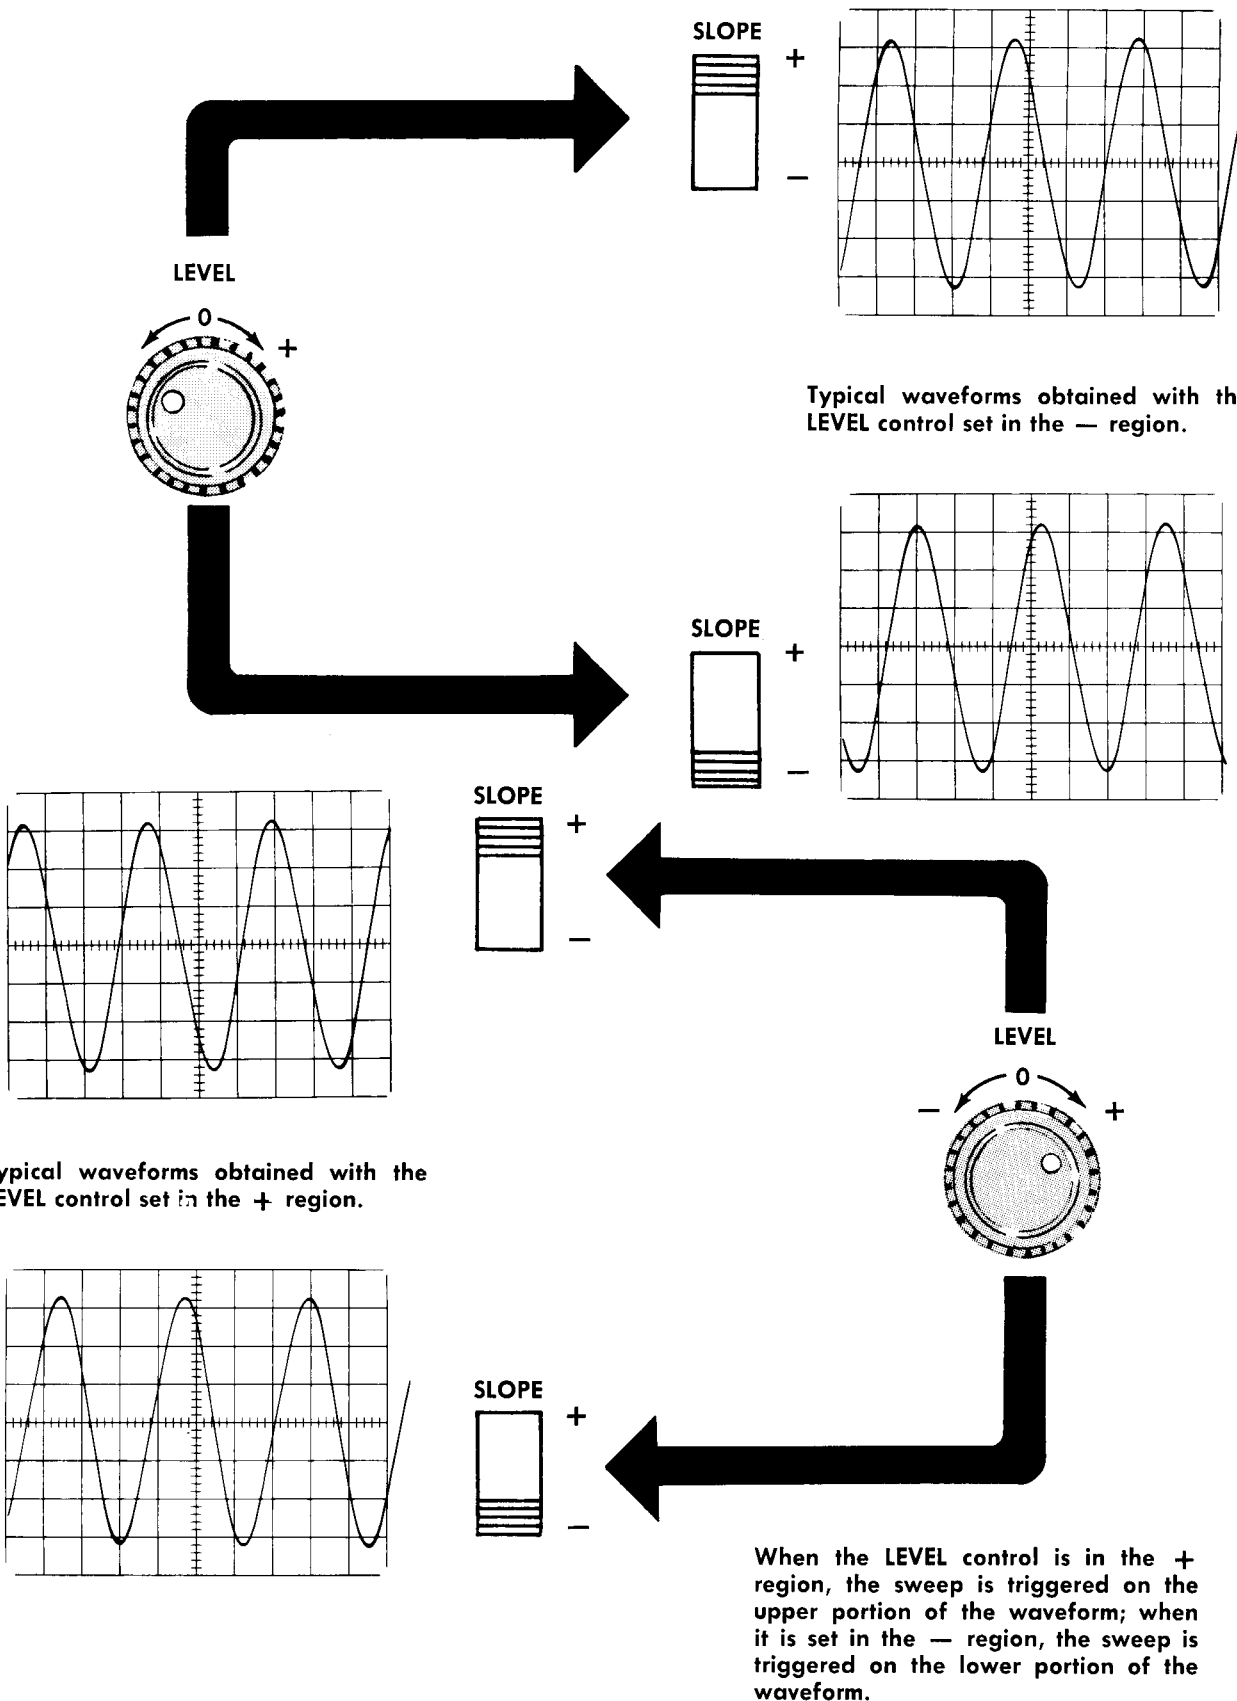 SLOPE
+
−
LEVEL
0
+
Typical waveforms obtained with th
LEVEL control set in the — region.
SLOPE
+
−
SLOPE
+
−
LEVEL
0
− +
ypical waveforms obtained with the
EVEL control set in the + region.
SLOPE
+
−
When the LEVEL control is in the +
region, the sweep is triggered on the
upper portion of the waveform; when
it is set in the — region, the sweep is
triggered on the lower portion of the
waveform.